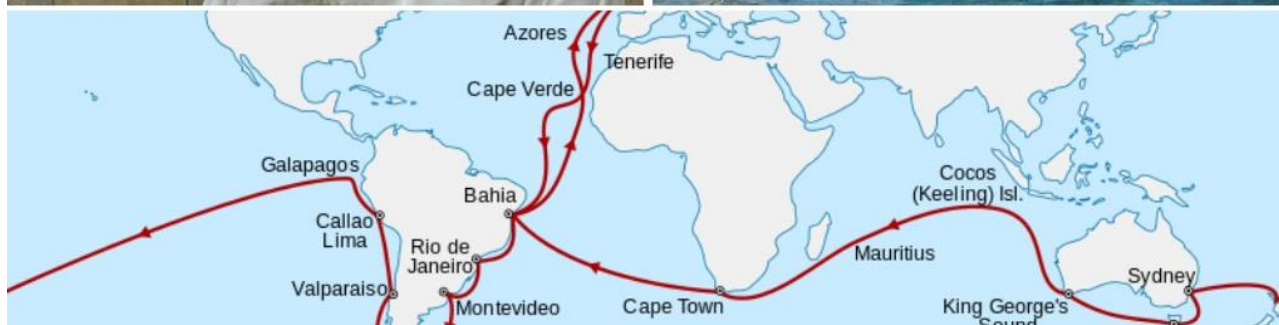 Azores
Tenerife
Cape Verde
Galapagos
Cocos
(Keeling) Isl.
Bahia
Callao
Lima
Rio de
Janeiro
Mauritius
Sydney
Valparaiso
Montevideo
Cape Town
King George's
Sound